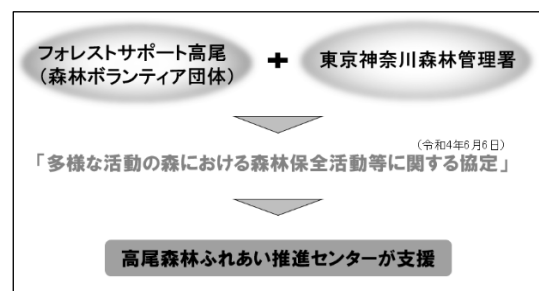 フォレストサポート高尾
（森林ボランティア団体）
+
東京神奈川森林管理署
（令和4年6月6日）
「多様な活動の森における森林保全活動等に関する協定」
高尾森林ふれあい推進センターが支援